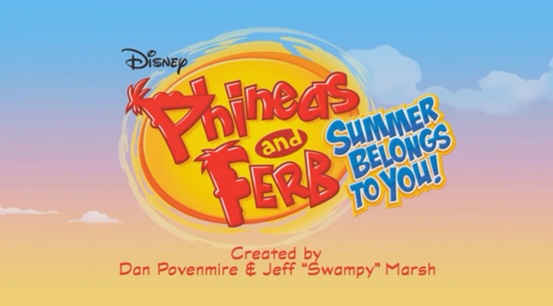 Disney
Phineas
and
Ferb
SUMMER
BELONGS
TO YOU!
Created by
Dan Povenmire & Jeff "Swampy" Marsh